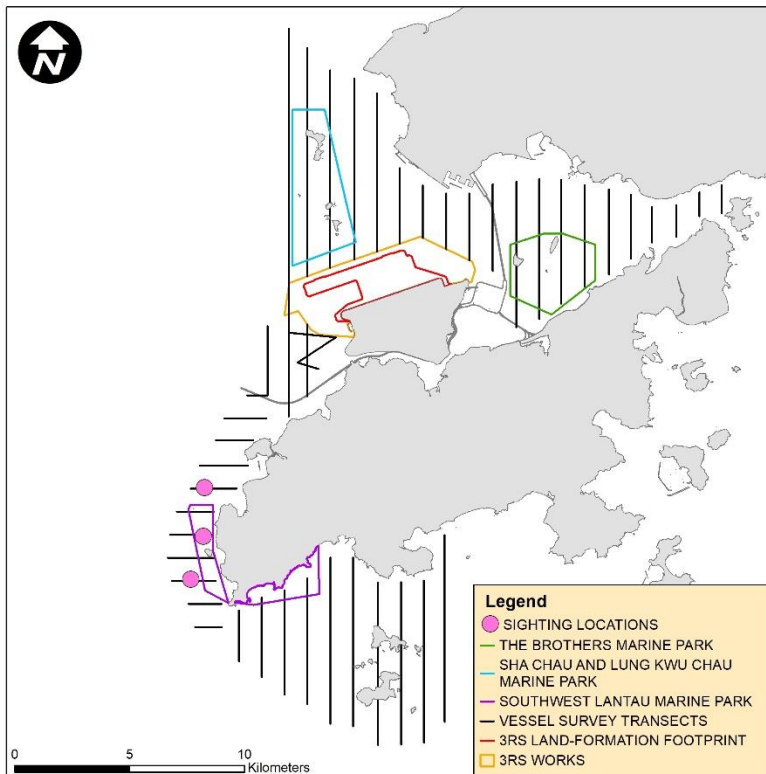 N
Legend
SIGHTING LOCATIONS
THE BROTHERS MARINE PARK
SHA CHAU AND LUNG KWU CHAU
MARINE PARK
SOUTHWEST LANTAU MARINE PARK
VESSEL SURVEY TRANSECTS
3RS LAND-FORMATION FOOTPRINT
3RS WORKS
0 5 10
Kilometers